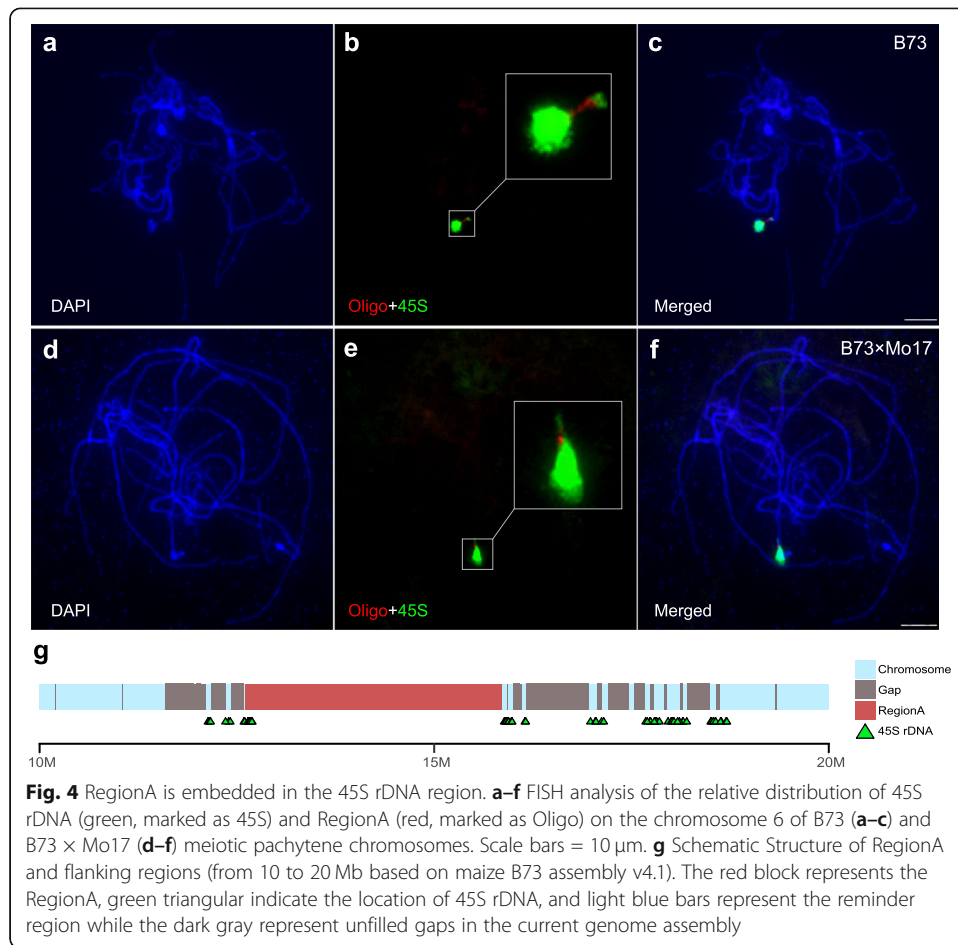 a
b
c
B73
DAPI
Oligo+45S
Merged
d
e
f
B73×Mo17
DAPI
Oligo+45S
Merged
g
Chromosome
Gap
RegionA
45S rDNA
10M
15M
20M
Fig. 4 RegionA is embedded in the 45S rDNA region. a–f FISH analysis of the relative distribution of 45S
rDNA (green, marked as 45S) and RegionA (red, marked as Oligo) on the chromosome 6 of B73 (a–c) and
B73 × Mo17 (d–f) meiotic pachytene chromosomes. Scale bars = 10 μm. g Schematic Structure of RegionA
and flanking regions (from 10 to 20 Mb based on maize B73 assembly v4.1). The red block represents the
RegionA, green triangular indicate the location of 45S rDNA, and light blue bars represent the reminder
region while the dark gray represent unfilled gaps in the current genome assembly